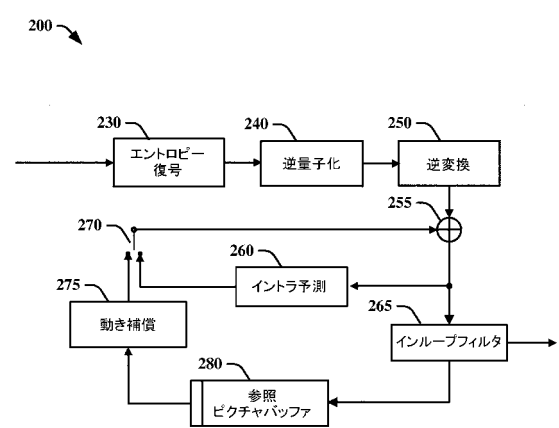 200
230
エントロピー
復号
240
逆量子化
250
逆変換
255
270
260
イントラ予測
275
動き補償
265
インループフィルタ
280
参照
ピクチャバッファ